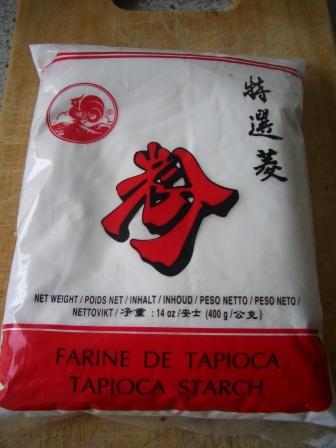 特選菱
粉
NET WEIGHT / POIDS NET / INHALT / INHOUD / PESO NETTO / PESO NETO /
NETTOVIKT / 淨重 : 14 oz / 安士 (400 g / 公克)
FARINE DE TAPIOCA
TAPIOCA STARCH